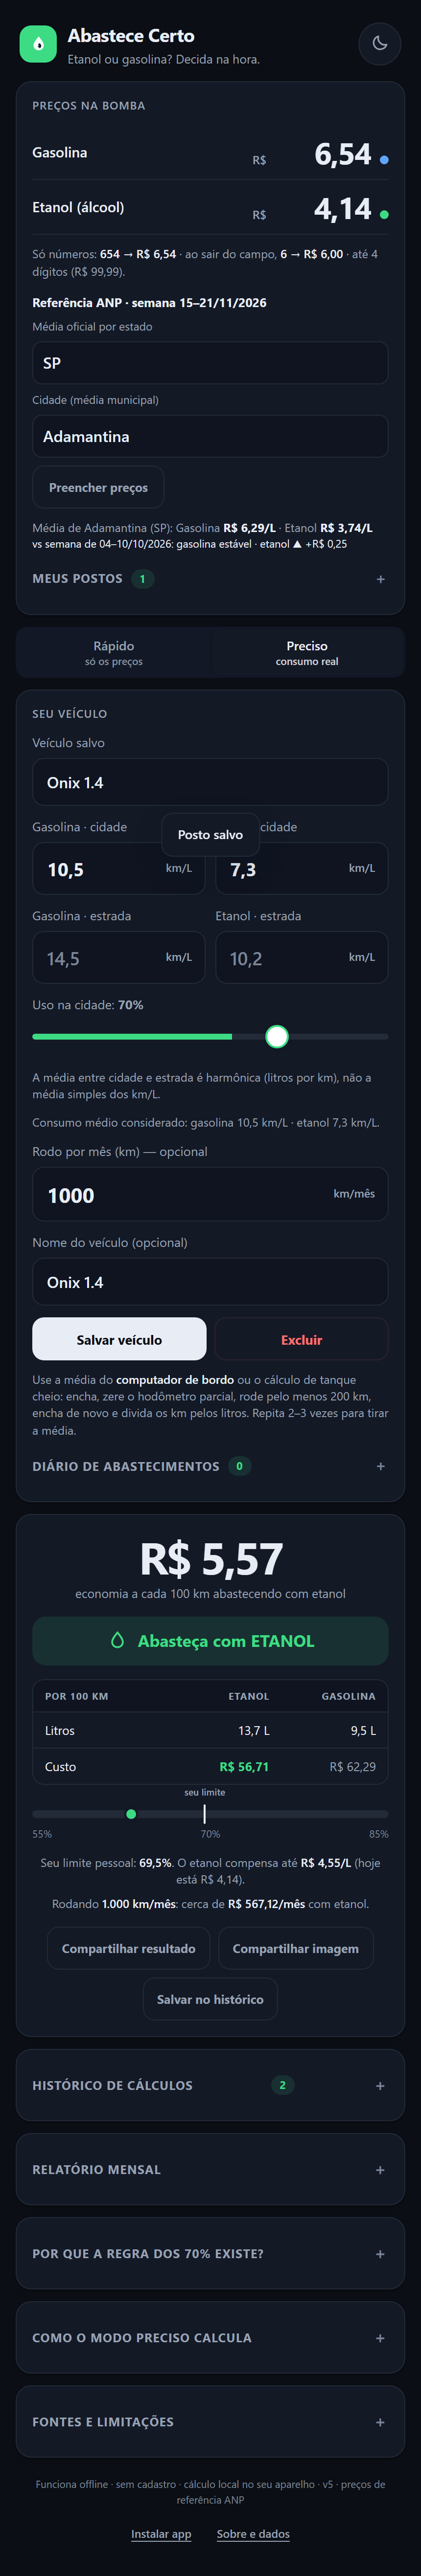 Abastece Certo
Etanol ou gasolina? Decida na hora.
PREÇOS NA BOMBA
Gasolina R$ 6,54
Etanol (álcool) R$ 4,14
Só números: 654 → R$ 6,54 · ao sair do campo, 6 → R$ 6,00 · até 4
dígitos (R$ 99,99).
Referência ANP · semana 15–21/11/2026
Média oficial por estado
SP
Cidade (média municipal)
Adamantina
Preencher preços
Média de Adamantina (SP): Gasolina R$ 6,29/L · Etanol R$ 3,74/L
vs semana de 04–10/10/2026: gasolina estável · etanol ▲ +R$ 0,25
MEUS POSTOS 1 +
Rápido
só os preços
Preciso
consumo real
SEU VEÍCULO
Veículo salvo
Onix 1.4
Gasolina · cidade
cidade
Posto salvo
10,5 km/L
7,3 km/L
Gasolina · estrada
Etanol · estrada
14,5 km/L
10,2 km/L
Uso na cidade: 70%
A média entre cidade e estrada é harmônica (litros por km), não a
média simples dos km/L.
Consumo médio considerado: gasolina 10,5 km/L · etanol 7,3 km/L.
Rodo por mês (km) — opcional
1000 km/mês
Nome do veículo (opcional)
Onix 1.4
Salvar veículo
Excluir
Use a média do computador de bordo ou o cálculo de tanque
cheio: encha, zere o hodômetro parcial, rode pelo menos 200 km,
encha de novo e divida os km pelos litros. Repita 2–3 vezes para tirar
a média.
DIÁRIO DE ABASTECIMENTOS 0 +
R$ 5,57
economia a cada 100 km abastecendo com etanol
Abasteça com ETANOL
POR 100 KM ETANOL GASOLINA
Litros 13,7 L 9,5 L
Custo R$ 56,71 R$ 62,29
seu limite
55% 70% 85%
Seu limite pessoal: 69,5%. O etanol compensa até R$ 4,55/L (hoje
está R$ 4,14).
Rodando 1.000 km/mês: cerca de R$ 567,12/mês com etanol.
Compartilhar resultado
Compartilhar imagem
Salvar no histórico
HISTÓRICO DE CÁLCULOS 2 +
RELATÓRIO MENSAL +
POR QUE A REGRA DOS 70% EXISTE? +
COMO O MODO PRECISO CALCULA +
FONTES E LIMITAÇÕES +
Funciona offline · sem cadastro · cálculo local no seu aparelho · v5 · preços de
referência ANP
Instalar app
Sobre e dados